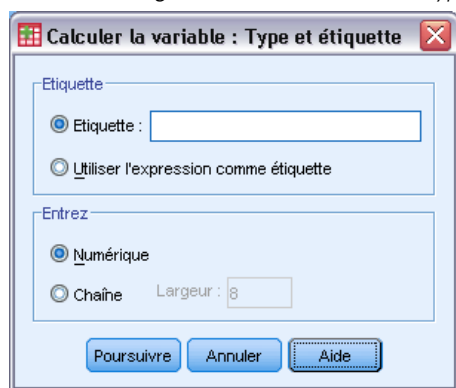 Calculer la variable : Type et étiquette
Etiquette
Etiquette :
Utiliser l'expression comme étiquette
Entrez
Numérique
Chaîne Largeur : 8
Poursuivre Annuler Aide